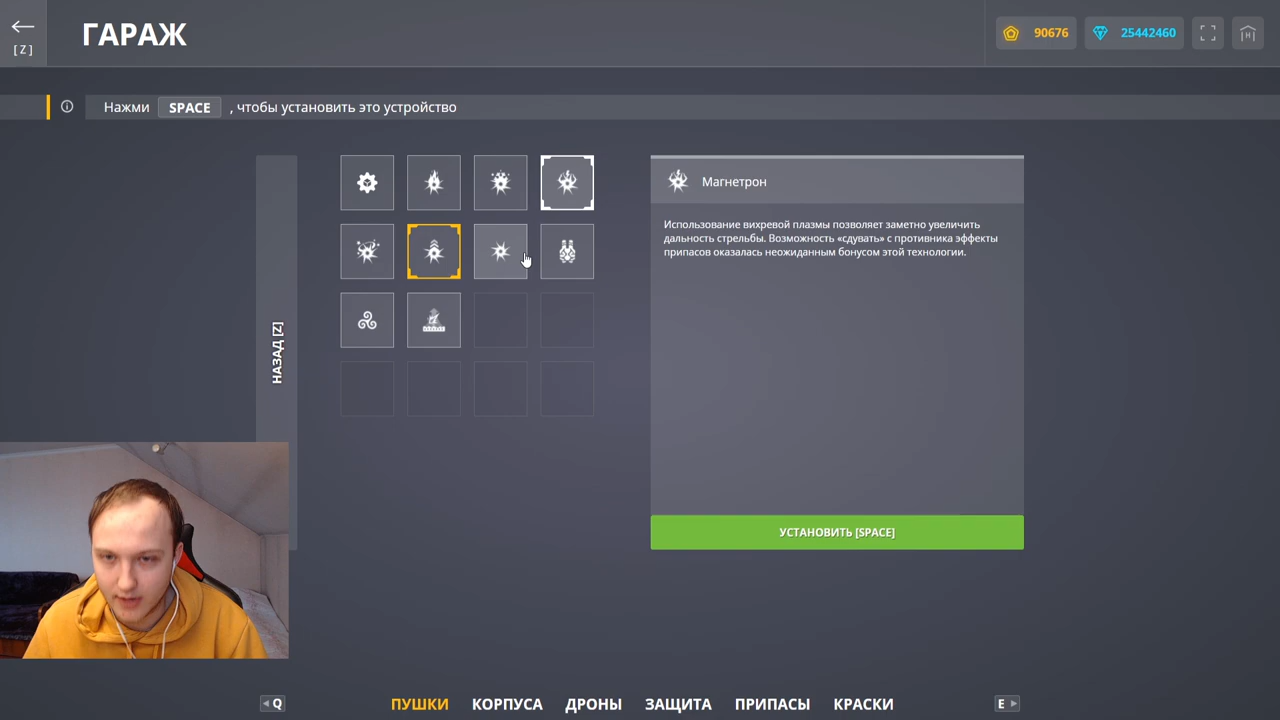 [Z]
ГАРАЖ
90676
25442460
Нажми SPACE , чтобы установить это устройство
НАЗАД [Z]
Магнетрон
Использование вихревой плазмы позволяет заметно увеличить
дальность стрельбы. Возможность «сдувать» с противника эффекты
припасов оказалась неожиданным бонусом этой технологии.
УСТАНОВИТЬ [SPACE]
Q ПУШКИ КОРПУСА ДРОНЫ ЗАЩИТА ПРИПАСЫ КРАСКИ E